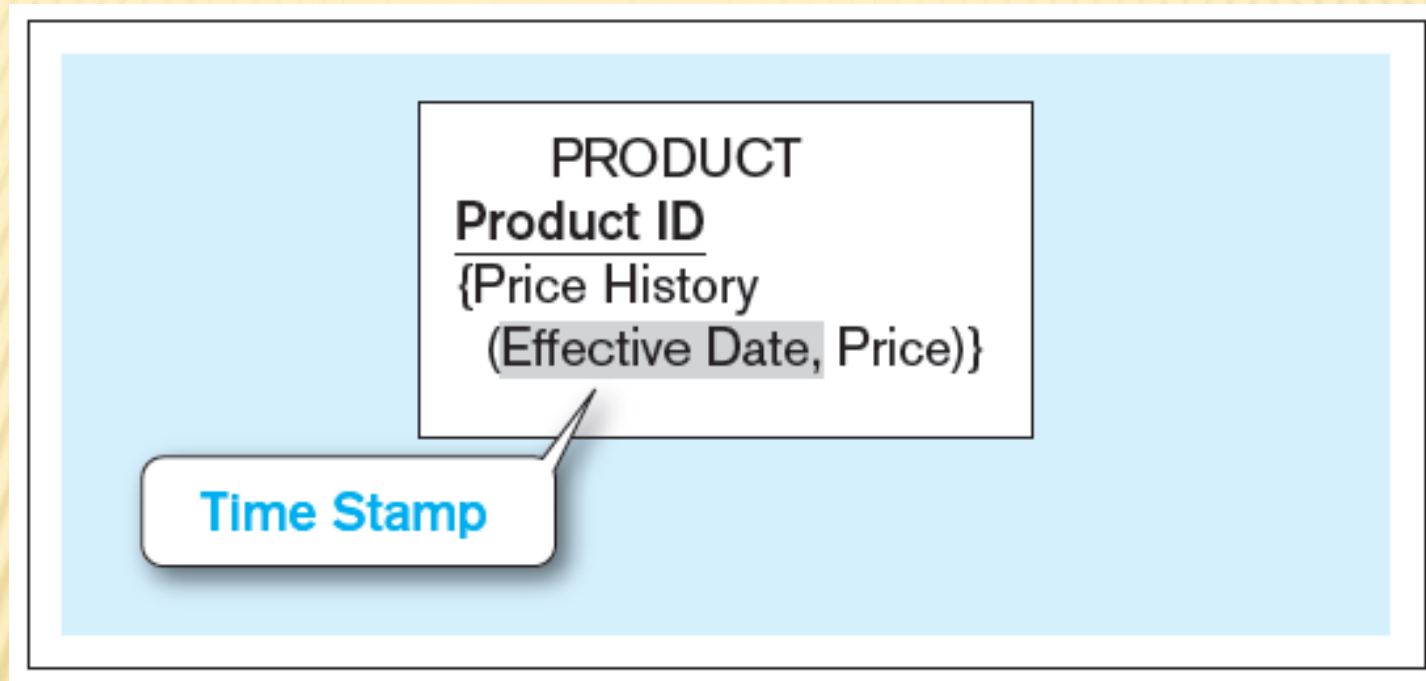 PRODUCT
Product ID
{Price History
(Effective Date, Price)}
Time Stamp